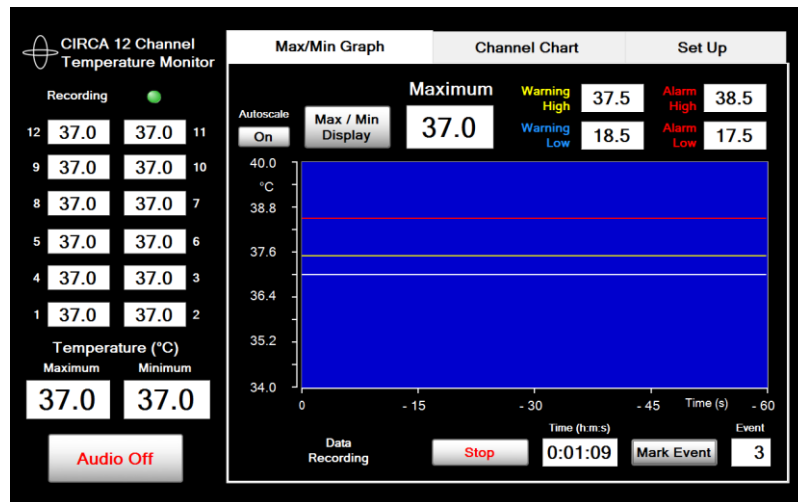 CIRCA 12 Channel
Temperature Monitor
Recording
12 37.0 37.0 11
9 37.0 37.0 10
8 37.0 37.0 7
5 37.0 37.0 6
4 37.0 37.0 3
1 37.0 37.0 2
Temperature (°C)
Maximum Minimum
37.0 37.0
Audio Off
Max/Min Graph Channel Chart Set Up
Autoscale
On
Max / Min
Display
Maximum
37.0
Warning
High
37.5
Alarm
High
38.5
Warning
Low
18.5
Alarm
Low
17.5
40.0
°C
38.8
37.6
36.4
35.2
34.0
0 - 15 - 30 - 45 Time (s) - 60
Data
Recording
Stop
Time (h:m:s)
0:01:09
Mark Event
Event
3